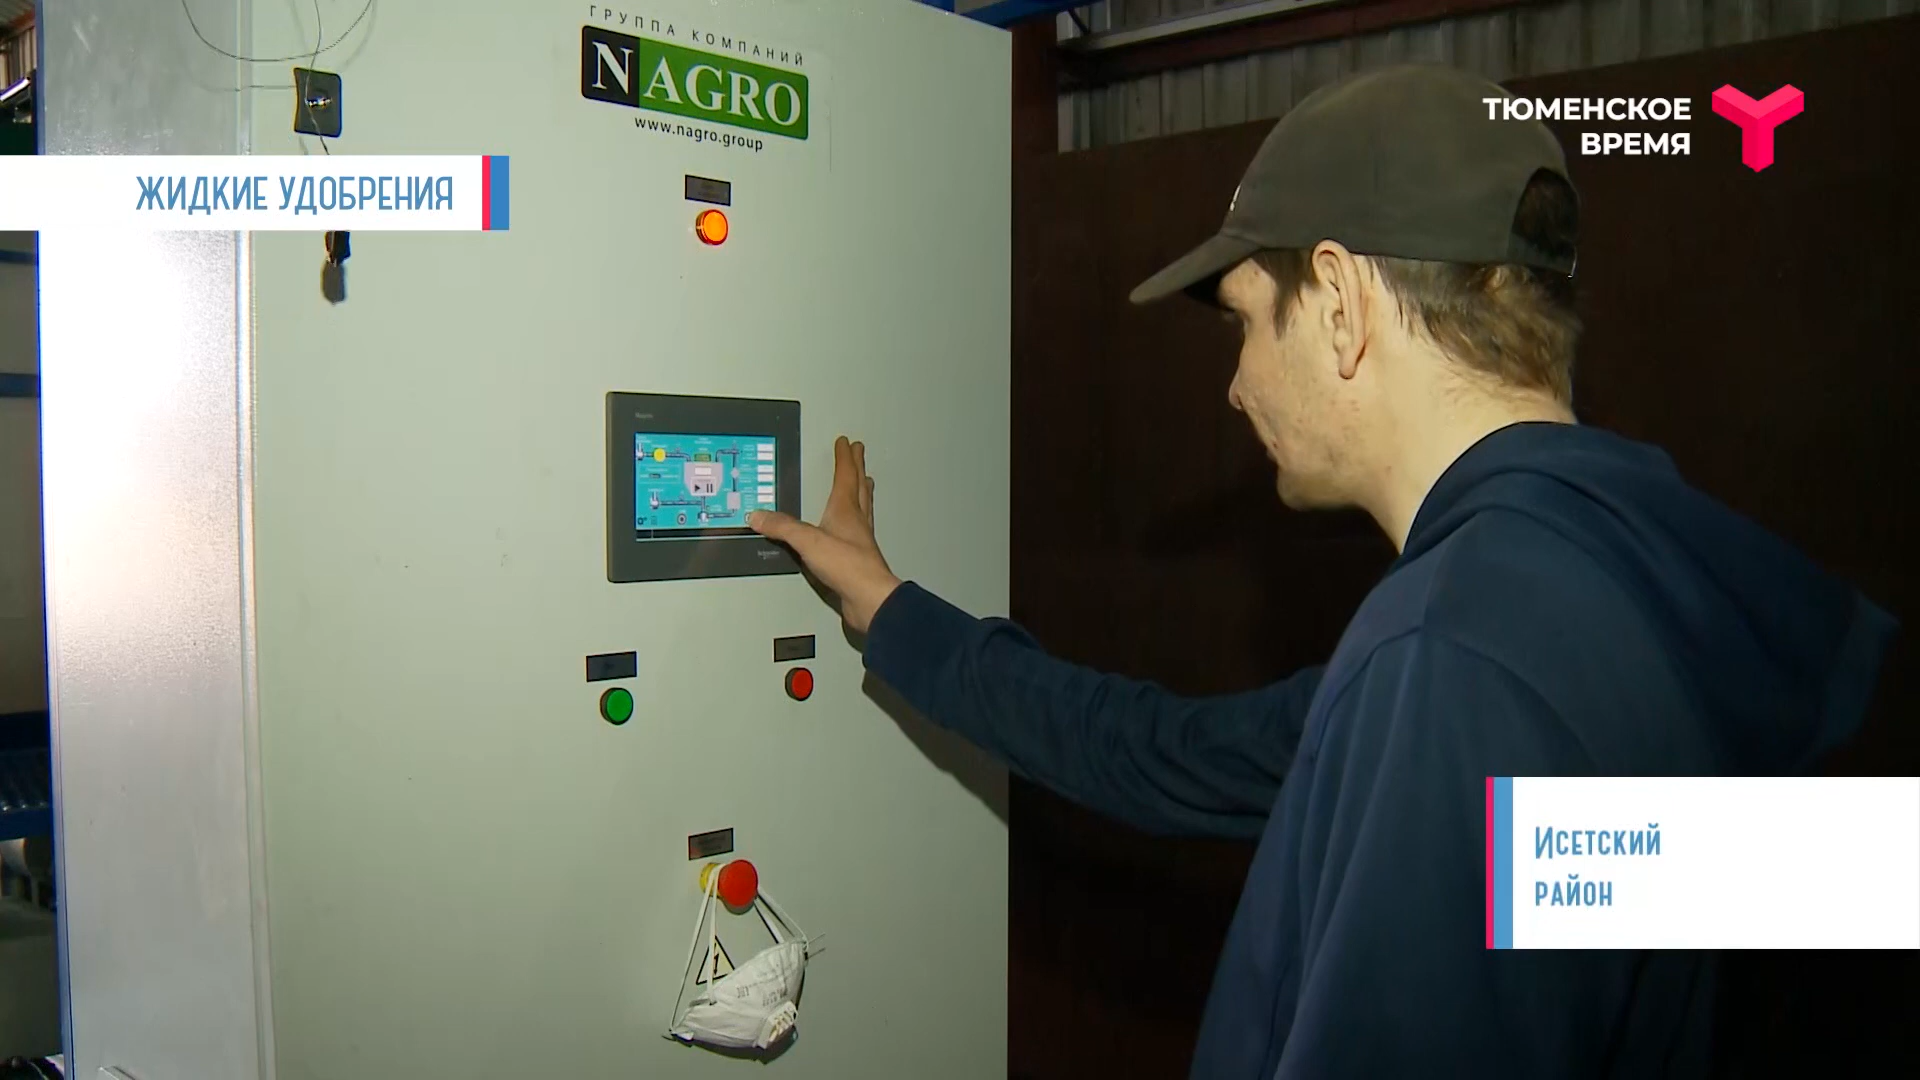 ГРУППА КОМПАНИЙ
NAGRO
www.nagro.group
ТЮМЕНСКОЕ
ВРЕМЯ
ЖИДКИЕ УДОБРЕНИЯ
Исетский
район